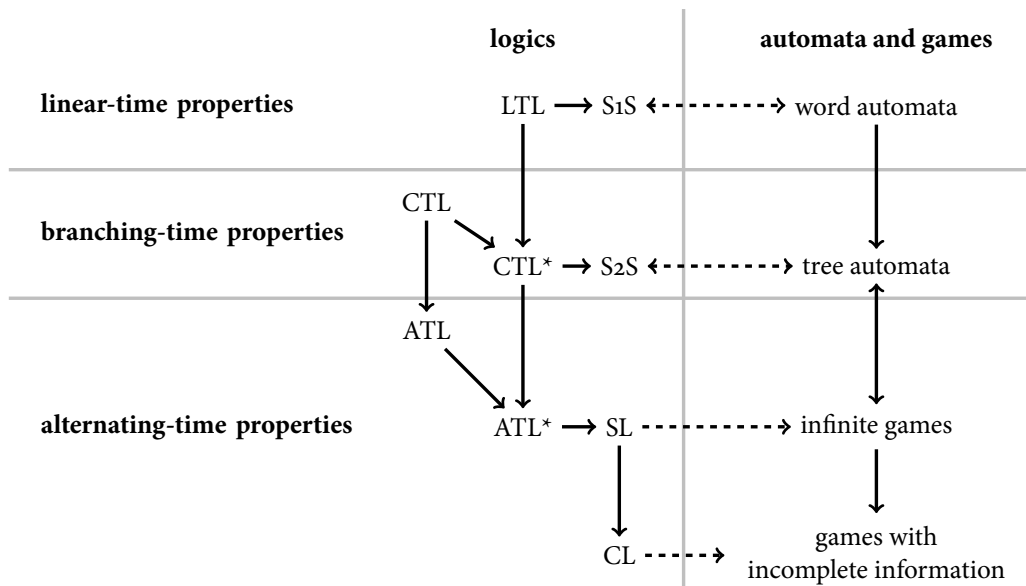 logics automata and games
linear-time properties LTL S1S word automata
CTL
branching-time properties
CTL* S2S tree automata
ATL
alternating-time properties ATL* SL infinite games
games with
CL
incomplete information